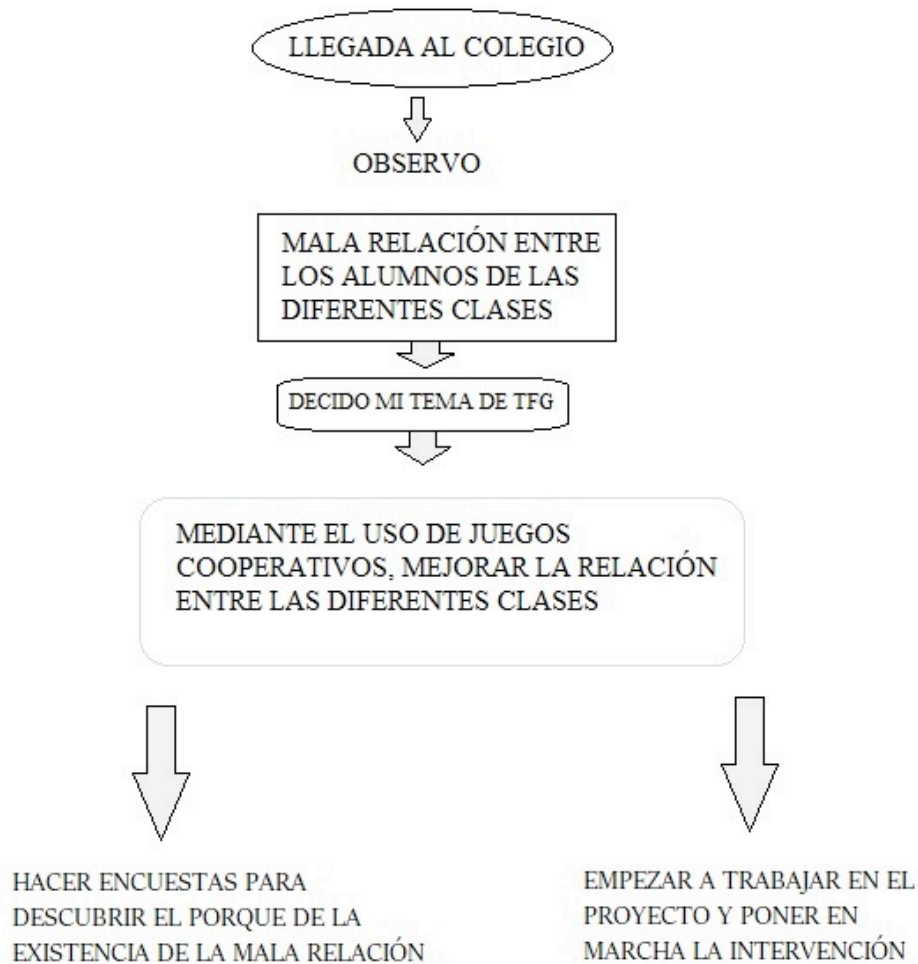 LLEGADA AL COLEGIO
OBSERVO
MALA RELACIÓN ENTRE
LOS ALUMNOS DE LAS
DIFERENTES CLASES
DECIDO MI TEMA DE TFG
MEDIANTE EL USO DE JUEGOS
COOPERATIVOS, MEJORAR LA RELACIÓN
ENTRE LAS DIFERENTES CLASES
HACER ENCUESTAS PARA
DESCUBRIR EL PORQUE DE LA
EXISTENCIA DE LA MALA RELACIÓN
EMPEZAR A TRABAJAR EN EL
PROYECTO Y PONER EN
MARCHA LA INTERVENCIÓN